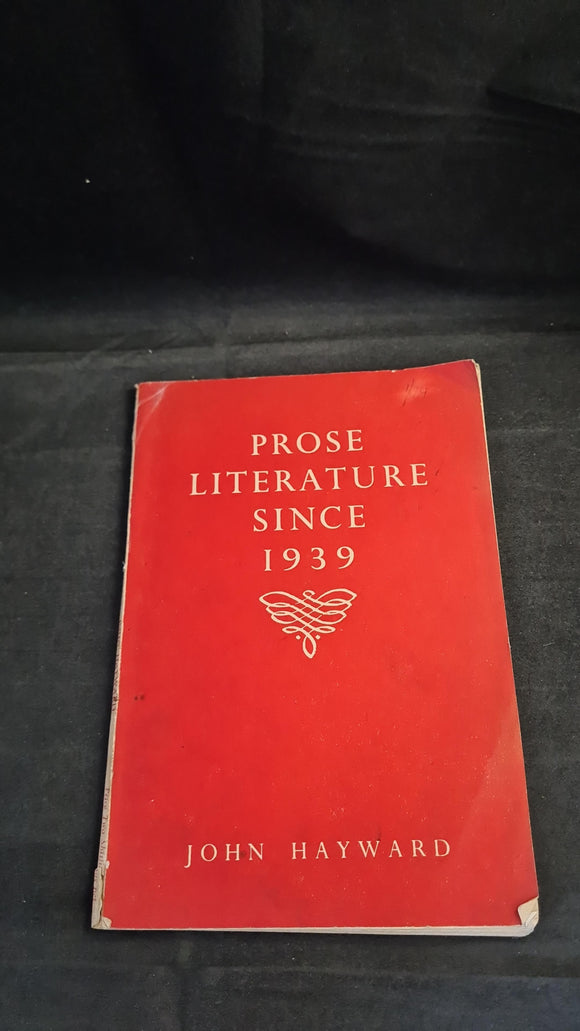 PROSE
LITERATURE
SINCE
1939
JOHN HAYWARD